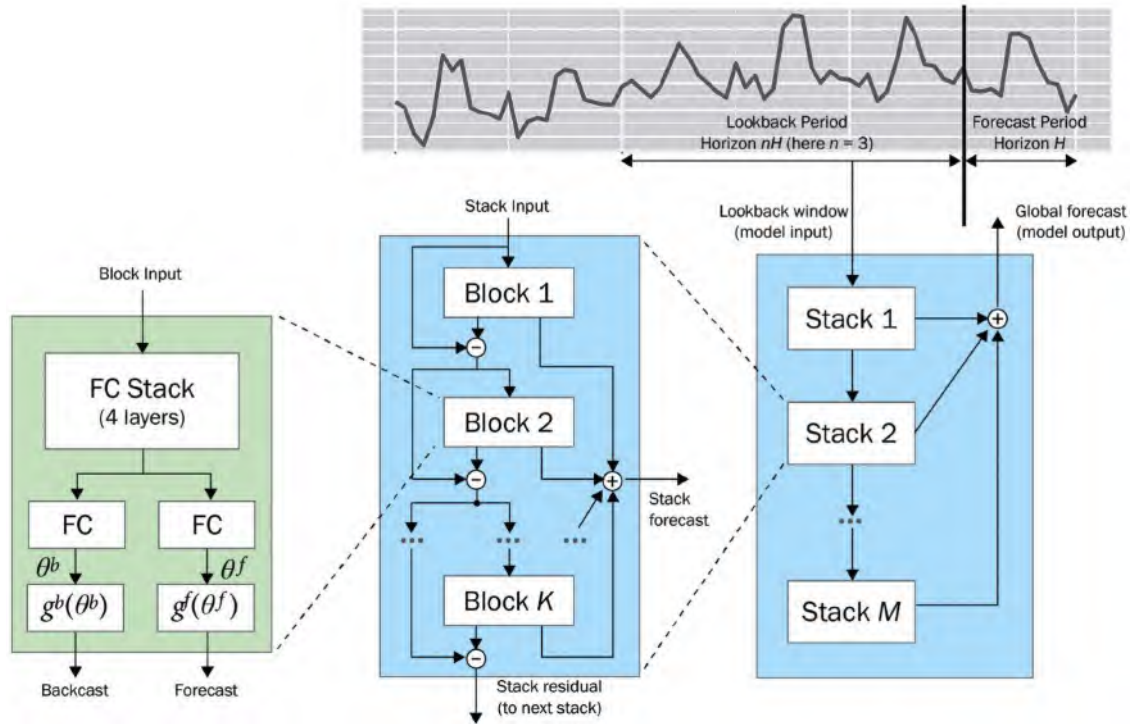 Lookback Period
Horizon nH (here n = 3)
Forecast Period
Horizon H
Block Input
FC Stack
(4 layers)
FC
FC
θᵇ
θᶠ
gᵇ(θᵇ)
gᶠ(θᶠ)
Backcast
Forecast
Stack Input
Block 1
−
Block 2
−
+
Stack
forecast
...
...
...
Block K
−
Stack residual
(to next stack)
Lookback window
(model input)
Global forecast
(model output)
Stack 1
+
Stack 2
...
Stack M